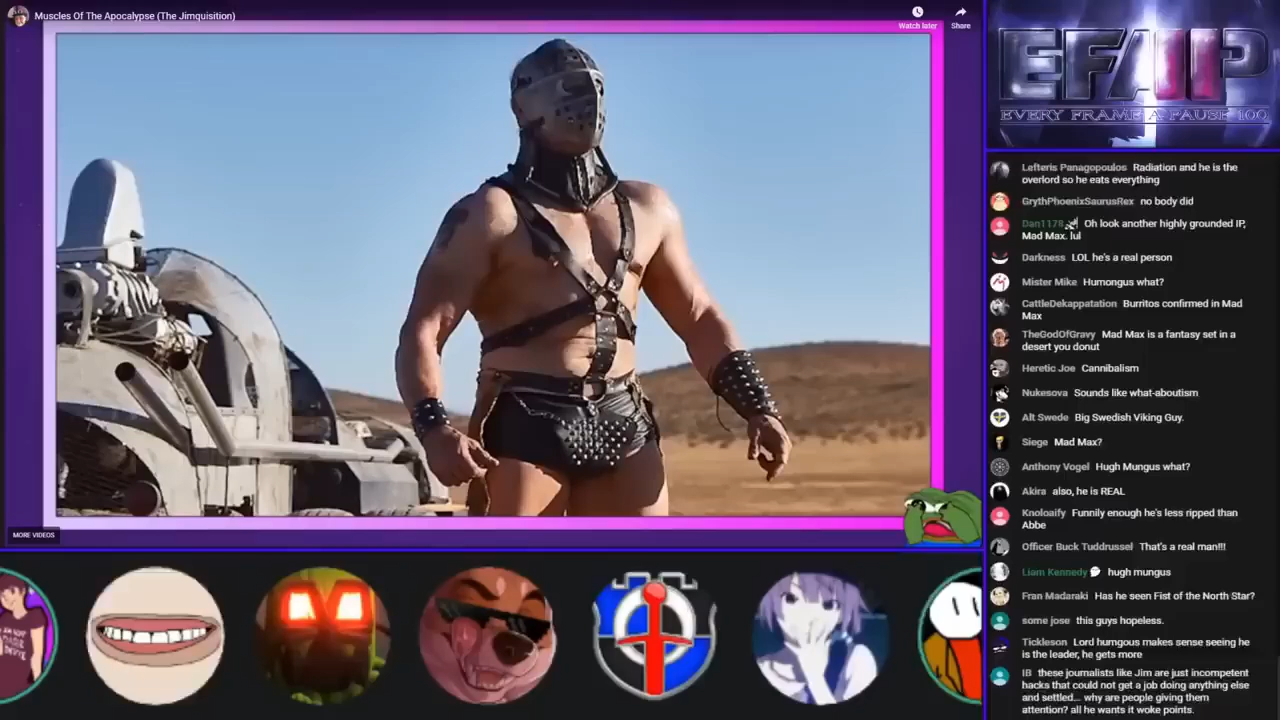 Muscles Of The Apocalypse (The Jimquisition)
Watch later
Share
MORE VIDEOS
EFAP
EVERY FRAME A PAUSE 100
Lefteris Panagopoulos Radiation and he is the
overlord so he eats everything
GrythPhoenixSaurusRex no body did
Dan1178 Oh look another highly grounded IP,
Mad Max. lul
Darkness LOL he's a real person
Mister Mike Humongus what?
CattleDekappatation Burritos confirmed in Mad
Max
TheGodOfGravy Mad Max is a fantasy set in a
desert you donut
Heretic Joe Cannibalism
Nukesova Sounds like what-aboutism
Alt Swede Big Swedish Viking Guy.
Siege Mad Max?
Anthony Vogel Hugh Mungus what?
Akira also, he is REAL
Knoloaify Funnily enough he's less ripped than
Abbe
Officer Buck Tuddrussel That's a real man!!!
Liam Kennedy hugh mungus
Fran Madaraki Has he seen Fist of the North Star?
some jose this guys hopeless.
Tickleson Lord humgous makes sense seeing he
is the leader, he gets more
IB these journalists like Jim are just incompetent
hacks that could not get a job doing anything else
and settled... why are people giving them
attention? all he wants it woke points.